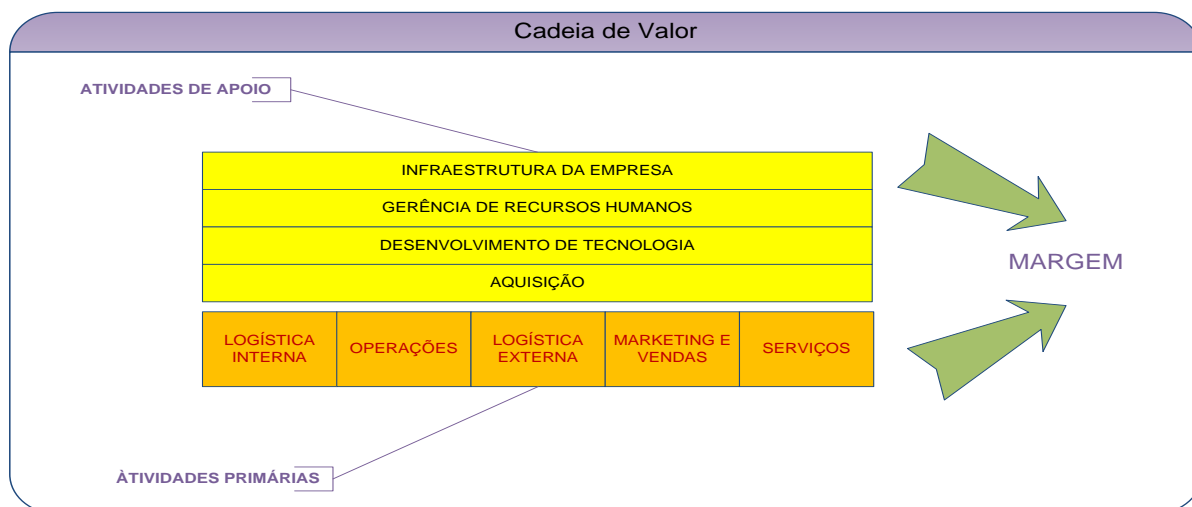 Cadeia de Valor
ATIVIDADES DE APOIO
INFRAESTRUTURA DA EMPRESA
GERÊNCIA DE RECURSOS HUMANOS
DESENVOLVIMENTO DE TECNOLOGIA
AQUISIÇÃO
MARGEM
LOGÍSTICA
INTERNA
OPERAÇÕES
LOGÍSTICA
EXTERNA
MARKETING E
VENDAS
SERVIÇOS
ÀTIVIDADES PRIMÁRIAS